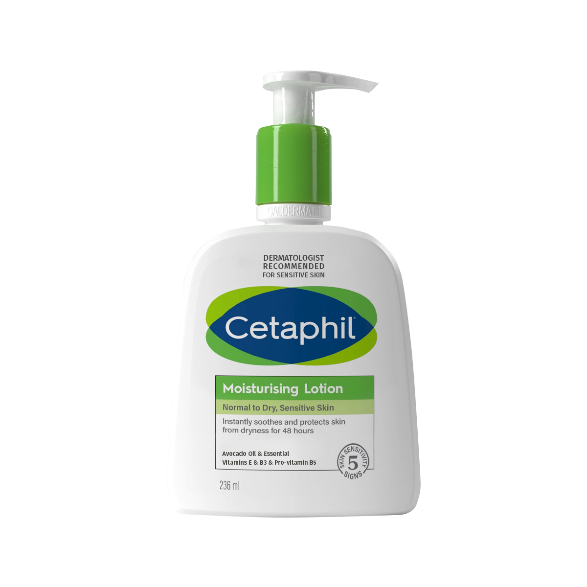 GALDERMA
DERMATOLOGIST
RECOMMENDED
FOR SENSITIVE SKIN
Cetaphil
Moisturising Lotion
Normal to Dry, Sensitive Skin
Instantly soothes and protects skin
from dryness for 48 hours
Avocado Oil & Essential
Vitamins E & B3 & Pro-vitamin B5
SKIN SENSITIVITY
5
SIGNS
236 ml